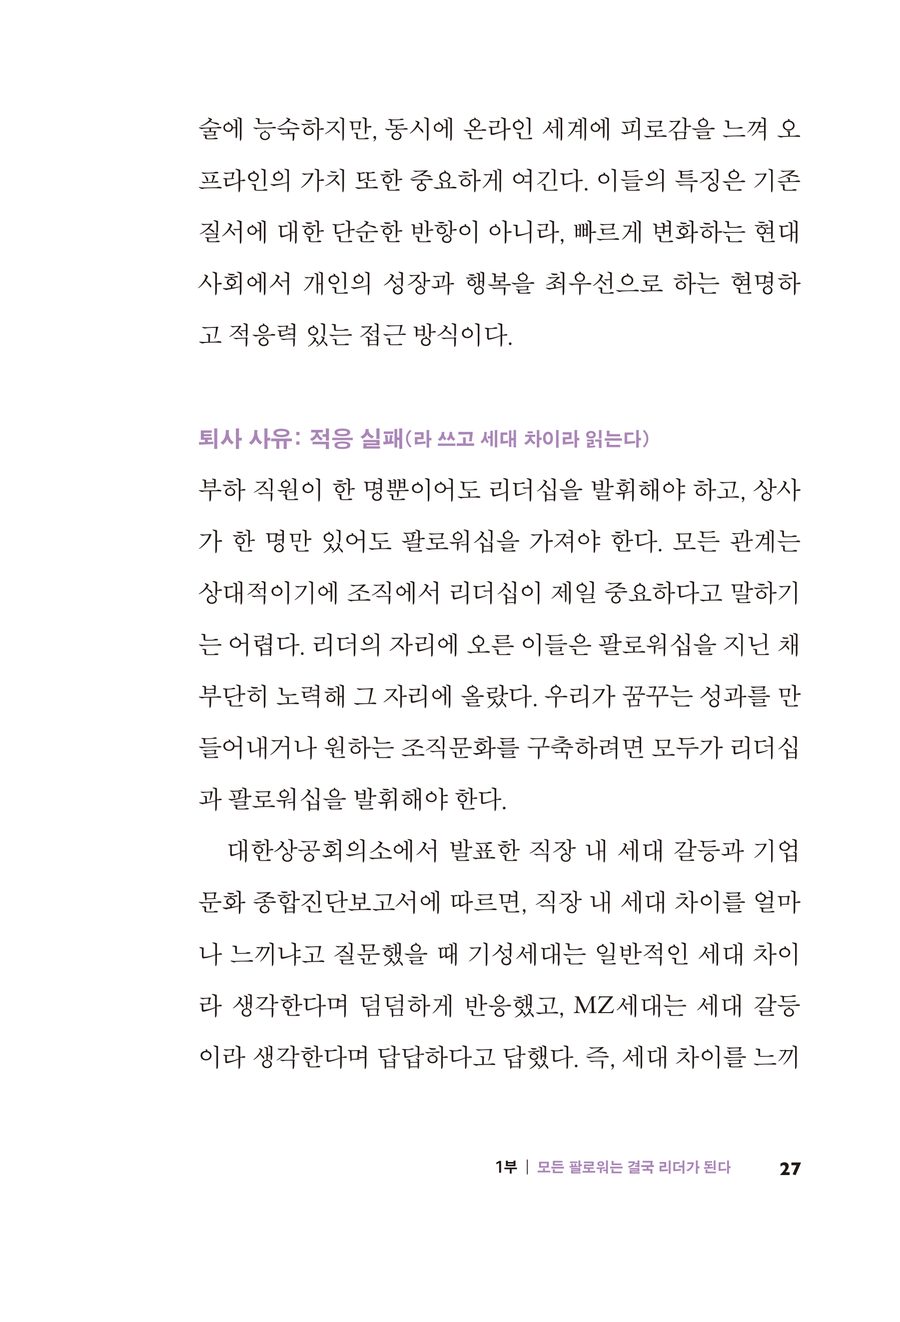 술에 능숙하지만, 동시에 온라인 세계에 피로감을 느껴 오
프라인의 가치 또한 중요하게 여긴다. 이들의 특징은 기존
질서에 대한 단순한 반항이 아니라, 빠르게 변화하는 현대
사회에서 개인의 성장과 행복을 최우선으로 하는 현명하
고 적응력 있는 접근 방식이다.
퇴사 사유: 적응 실패(라 쓰고 세대 차이라 읽는다)
부하 직원이 한 명뿐이어도 리더십을 발휘해야 하고, 상사
가 한 명만 있어도 팔로워십을 가져야 한다. 모든 관계는
상대적이기에 조직에서 리더십이 제일 중요하다고 말하기
는 어렵다. 리더의 자리에 오른 이들은 팔로워십을 지닌 채
부단히 노력해 그 자리에 올랐다. 우리가 꿈꾸는 성과를 만
들어내거나 원하는 조직문화를 구축하려면 모두가 리더십
과 팔로워십을 발휘해야 한다.
대한상공회의소에서 발표한 직장 내 세대 갈등과 기업
문화 종합진단보고서에 따르면, 직장 내 세대 차이를 얼마
나 느끼냐고 질문했을 때 기성세대는 일반적인 세대 차이
라 생각한다며 덤덤하게 반응했고, MZ세대는 세대 갈등
이라 생각한다며 답답하다고 답했다. 즉, 세대 차이를 느끼
1부 | 모든 팔로워는 결국 리더가 된다 27